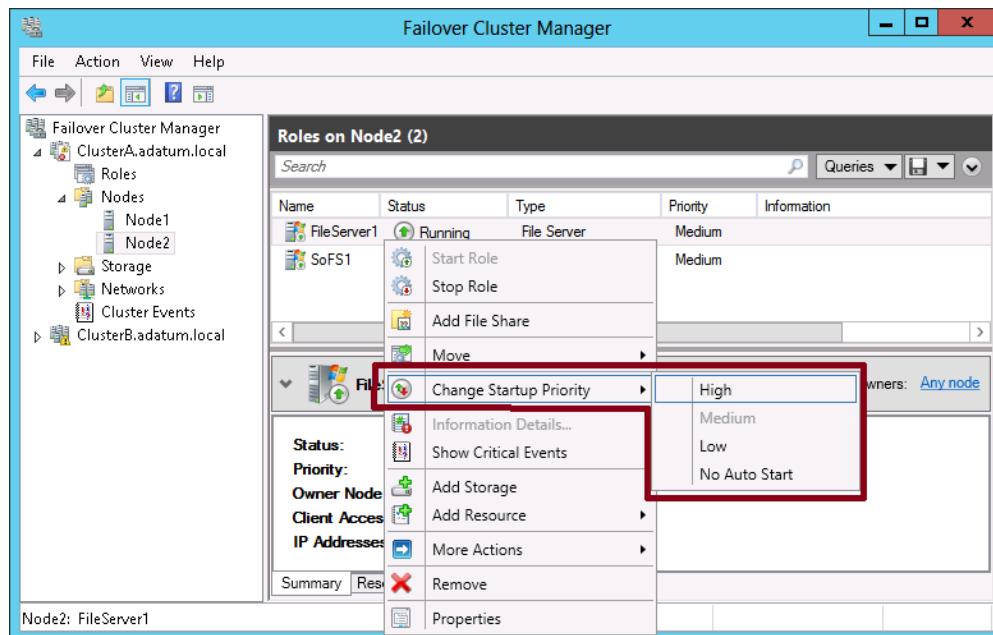 Failover Cluster Manager
File Action View Help
Failover Cluster Manager
ClusterA.adatum.local
Roles
Nodes
Node1
Node2
Storage
Networks
Cluster Events
ClusterB.adatum.local
Roles on Node2 (2)
Search
Queries
Name Status Type Priority Information
FileServer1 Running File Server Medium
SoFS1 Medium
Start Role
Stop Role
Add File Share
Move
Change Startup Priority
Information Details...
Show Critical Events
Add Storage
Add Resource
More Actions
Remove
Properties
High
Medium
Low
No Auto Start
Any node
Status:
Priority:
Owner Node
Client Acces
IP Addresses
Summary
Node2: FileServer1